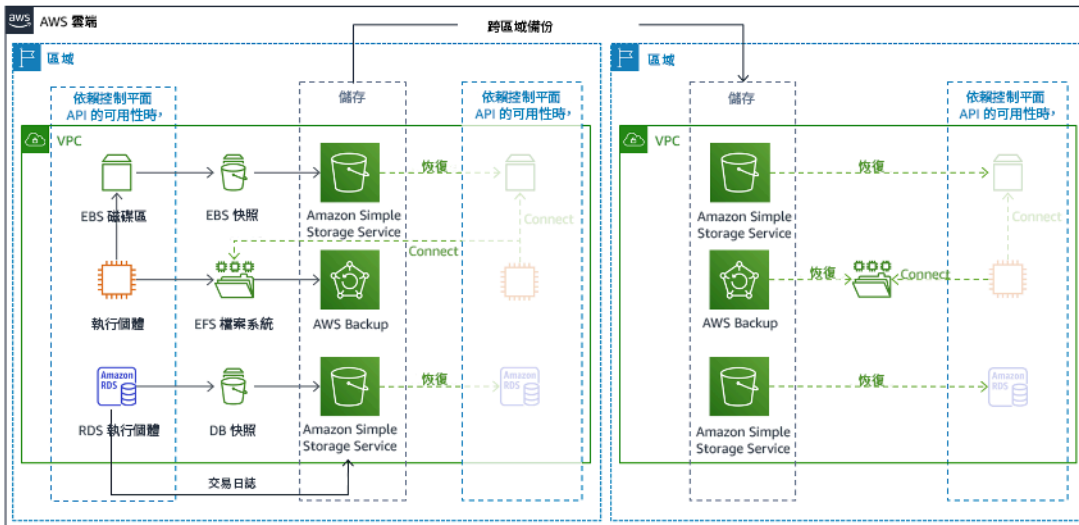 aws
AWS 雲端
跨區域備份
區域
依賴控制平面
API 的可用性時，
儲存
依賴控制平面
API 的可用性時，
VPC
EBS 磁碟區
EBS 快照
Amazon Simple
Storage Service
恢復
Connect
Connect
執行個體
EFS 檔案系統
AWS Backup
Amazon
RDS
RDS 執行個體
DB 快照
Amazon Simple
Storage Service
恢復
Amazon
RDS
交易日誌
區域
儲存
依賴控制平面
API 的可用性時，
VPC
Amazon Simple
Storage Service
恢復
Connect
AWS Backup
恢復
Connect
Amazon Simple
Storage Service
恢復
Amazon
RDS